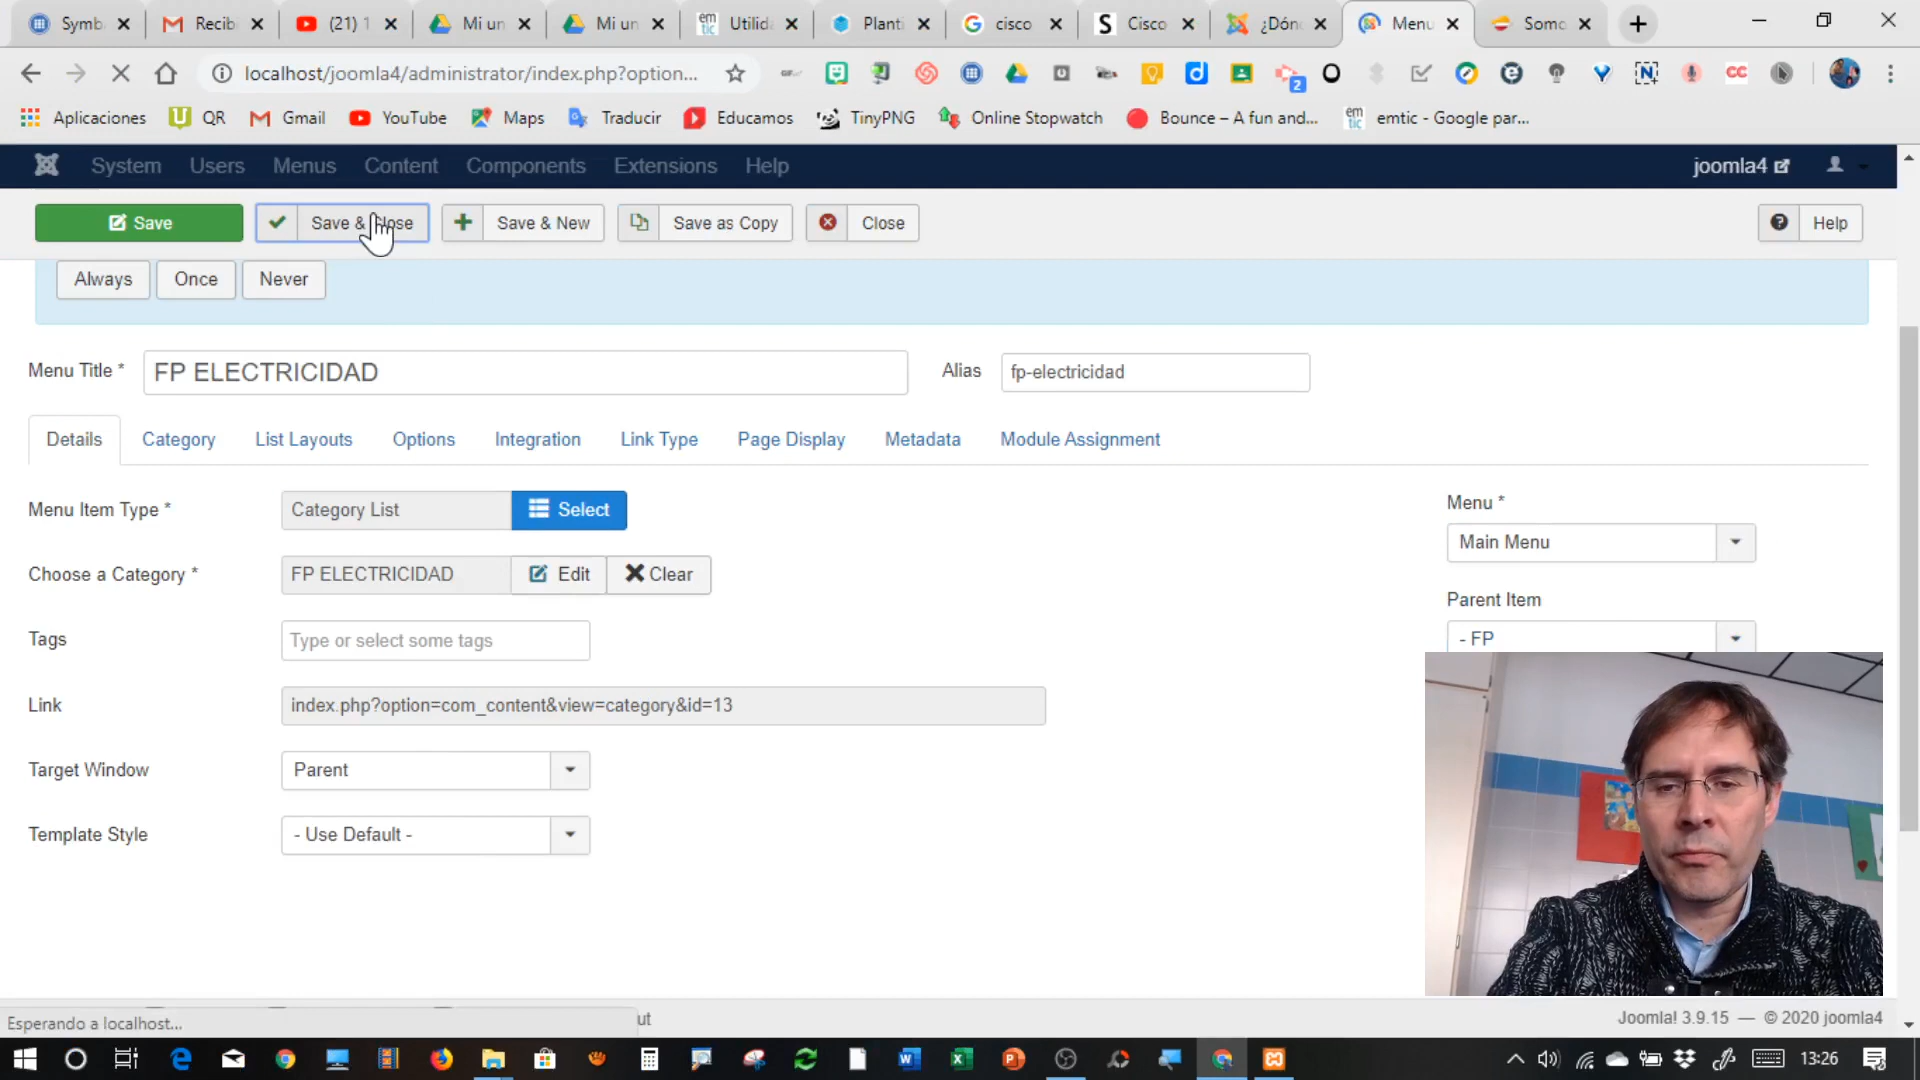 Symb
Recib
(21) 1
Mi un
Mi un
Utilid
Planti
cisco
Cisco
¿Dón
Menu
Somo
localhost/joomla4/administrator/index.php?option...
2
CC
Aplicaciones
QR
Gmail
YouTube
Maps
Traducir
Educamos
TinyPNG
Online Stopwatch
Bounce – A fun and...
emtic - Google par...
System
Users
Menus
Content
Components
Extensions
Help
joomla4
Save
Save & Close
Save & New
Save as Copy
Close
Help
Always
Once
Never
Menu Title *
FP ELECTRICIDAD
Alias
fp-electricidad
Details
Category
List Layouts
Options
Integration
Link Type
Page Display
Metadata
Module Assignment
Menu Item Type *
Category List
Select
Menu *
Main Menu
Choose a Category *
FP ELECTRICIDAD
Edit
Clear
Parent Item
- FP
Tags
Type or select some tags
Link
index.php?option=com_content&view=category&id=13
Target Window
Parent
Template Style
- Use Default -
Esperando a localhost...
ut
Joomla! 3.9.15 — © 2020 joomla4
13:26